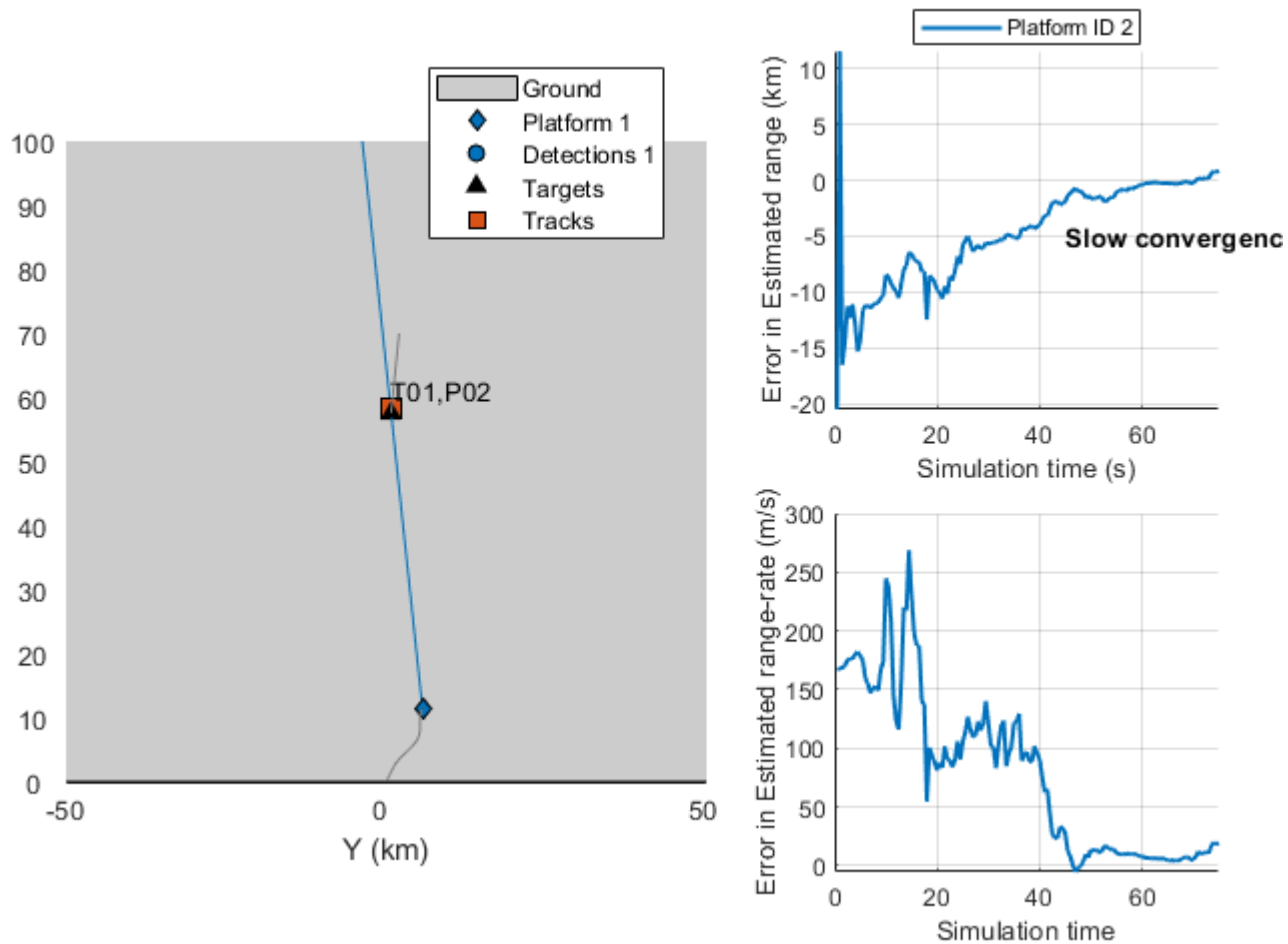 Ground
Platform 1
Detections 1
Targets
Tracks
100
90
80
70
60
50
40
30
20
10
0
-50
0
50
Y (km)
T01,P02
Platform ID 2
Error in Estimated range (km)
10
5
0
-5
-10
-15
-20
Slow convergenc
0
20
40
60
Simulation time (s)
Error in Estimated range-rate (m/s)
300
250
200
150
100
50
0
0
20
40
60
Simulation time